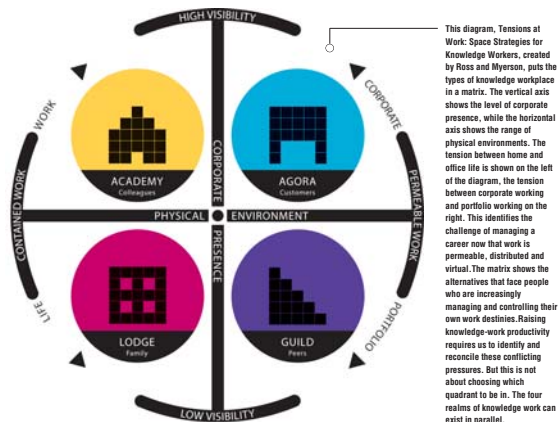 HIGH VISIBILITY
WORK
CORPORATE
ACADEMY
Colleagues
AGORA
Customers
CORPORATE
CONTAINED WORK
PHYSICAL ENVIRONMENT
PERMEABLE WORK
PRESENCE
LODGE
Family
GUILD
Peers
LIFE
PORTFOLIO
LOW VISIBILITY
This diagram, Tensions at
Work: Space Strategies for
Knowledge Workers, created
by Ross and Myerson, puts the
types of knowledge workplace
in a matrix. The vertical axis
shows the level of corporate
presence, while the horizontal
axis shows the range of
physical environments. The
tension between home and
office life is shown on the left
of the diagram, the tension
between corporate working
and portfolio working on the
right. This identifies the
challenge of managing a
career now that work is
permeable, distributed and
virtual.The matrix shows the
alternatives that face people
who are increasingly
managing and controlling their
own work destinies.Raising
knowledge-work productivity
requires us to identify and
reconcile these conflicting
pressures. But this is not
about choosing which
quadrant to be in. The four
realms of knowledge work can
exist in parallel.